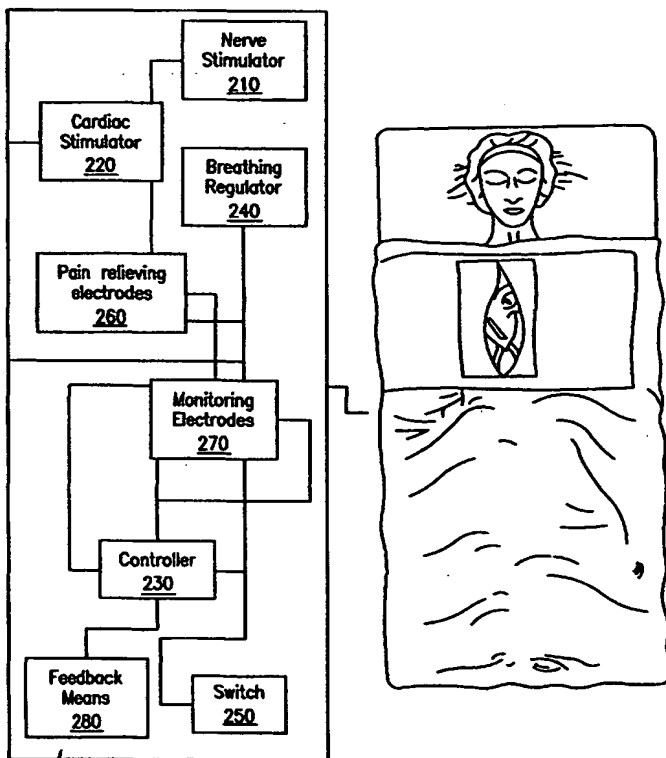 Nerve
Stimulator
210
Cardiac
Stimulator
220
Breathing
Regulator
240
Pain relieving
electrodes
260
Monitoring
Electrodes
270
Controller
230
Feedback
Means
280
Switch
250